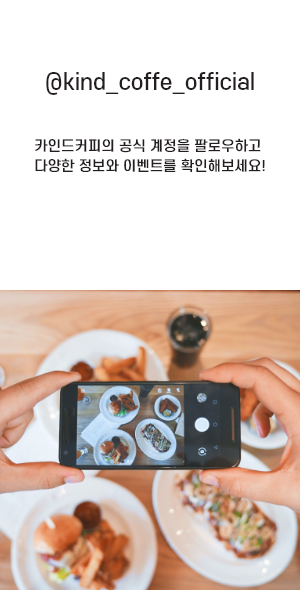 @kind_coffe_official
카인드커피의 공식 계정을 팔로우하고
다양한 정보와 이벤트를 확인해보세요!